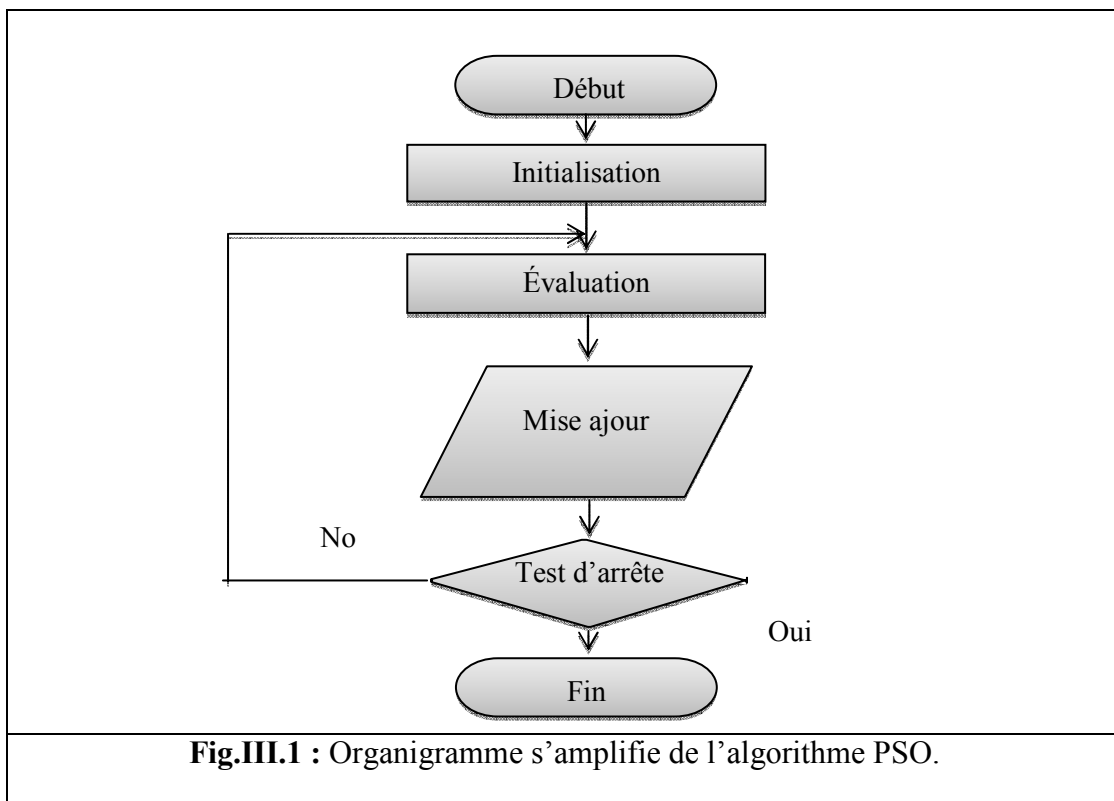 Début
Initialisation
Évaluation
Mise ajour
No
Test d’arrête
Oui
Fin
Fig.III.1 : Organigramme s’amplifie de l’algorithme PSO.